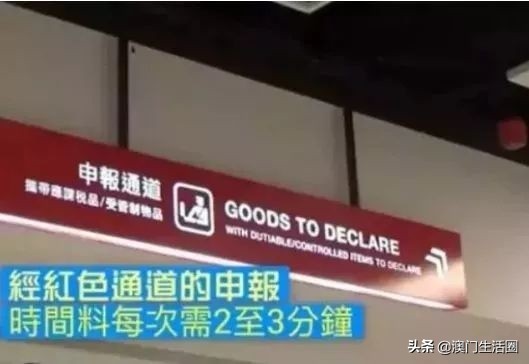 申報通道
攜帶應課税品/受管制物品
GOODS TO DECLARE
WITH DUTIABLE/CONTROLLED ITEMS TO DECLARE
經紅色通道的申報
時間料每次需2至3分鐘
头条 @澳门生活圈